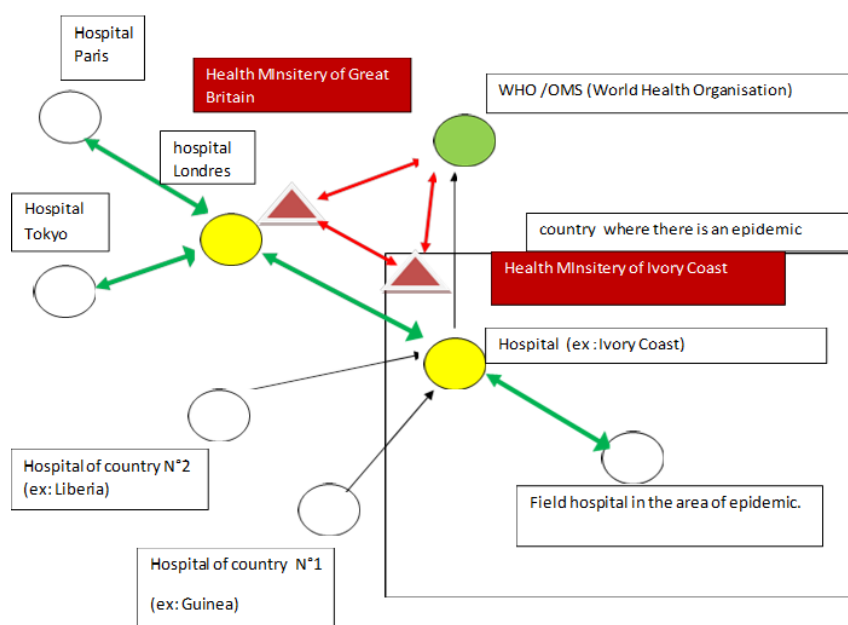 Hospital
Paris
Health MInsitery of Great
Britain
WHO /OMS (World Health Organisation)
hospital
Londres
Hospital
Tokyo
country  where there is an epidemic
Health MInsitery of Ivory Coast
Hospital  (ex : Ivory Coast)
Hospital of country N°2
(ex: Liberia)
Field hospital in the area of epidemic.
Hospital of country  N°1
(ex: Guinea)